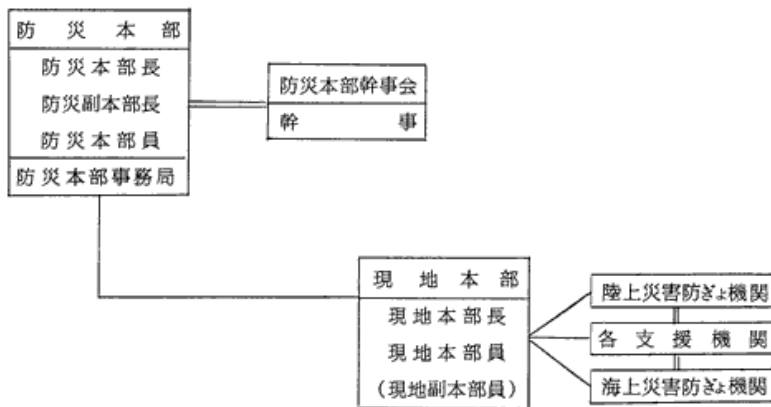 防災本部
防災本部長
防災副本部長
防災本部員
防災本部事務局
防災本部幹事会
幹事
現地本部
現地本部長
現地本部員
(現地副本部員)
陸上災害防ぎょ機関
各支援機関
海上災害防ぎょ機関